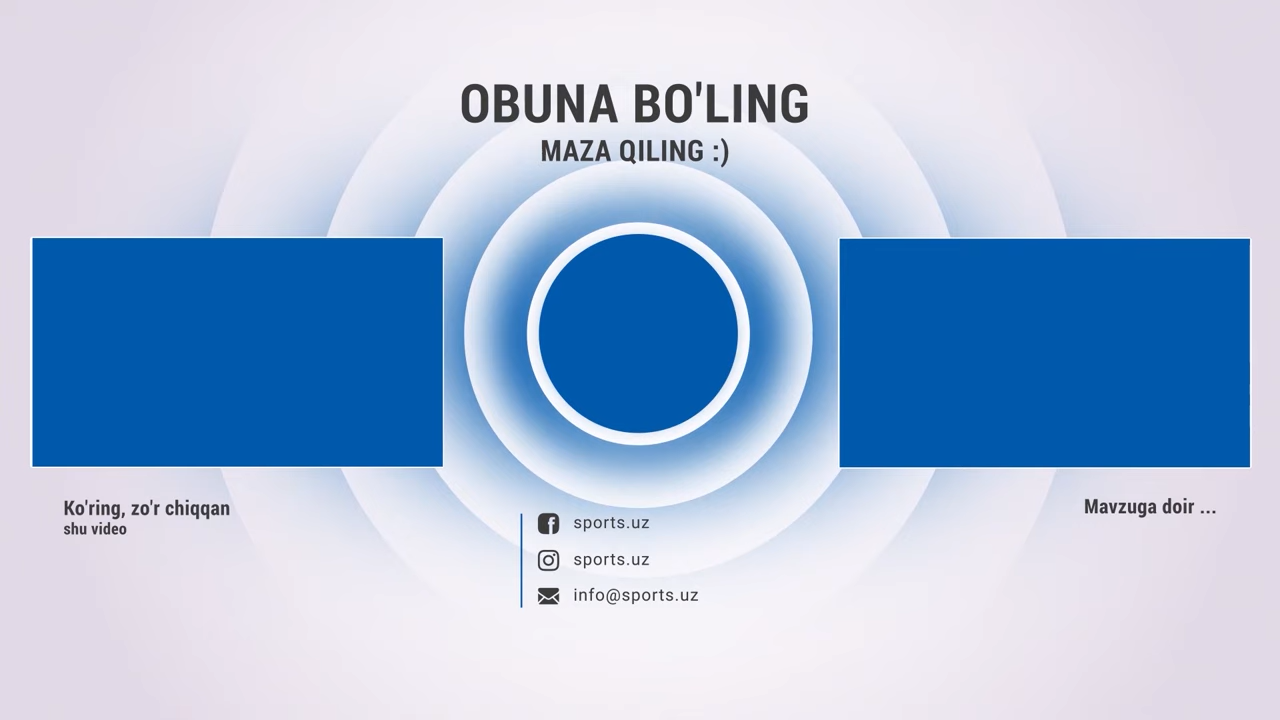 OBUNA BO'LING
MAZA QILING :)
Ko'ring, zo'r chiqqan
shu video
Mavzuga doir ...
sports.uz
sports.uz
info@sports.uz